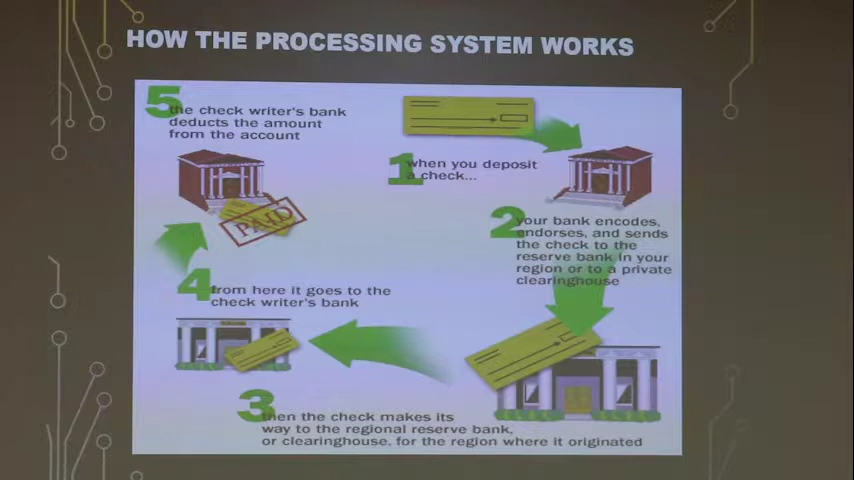 HOW THE PROCESSING SYSTEM WORKS
1 when you deposit
a check...
2 your bank encodes,
endorses, and sends
the check to the
reserve bank in your
region or to a private
clearinghouse
3 then the check makes its
way to the regional reserve bank,
or clearinghouse, for the region where it originated
4 from here it goes to the
check writer's bank
5 the check writer's bank
deducts the amount
from the account
PAID